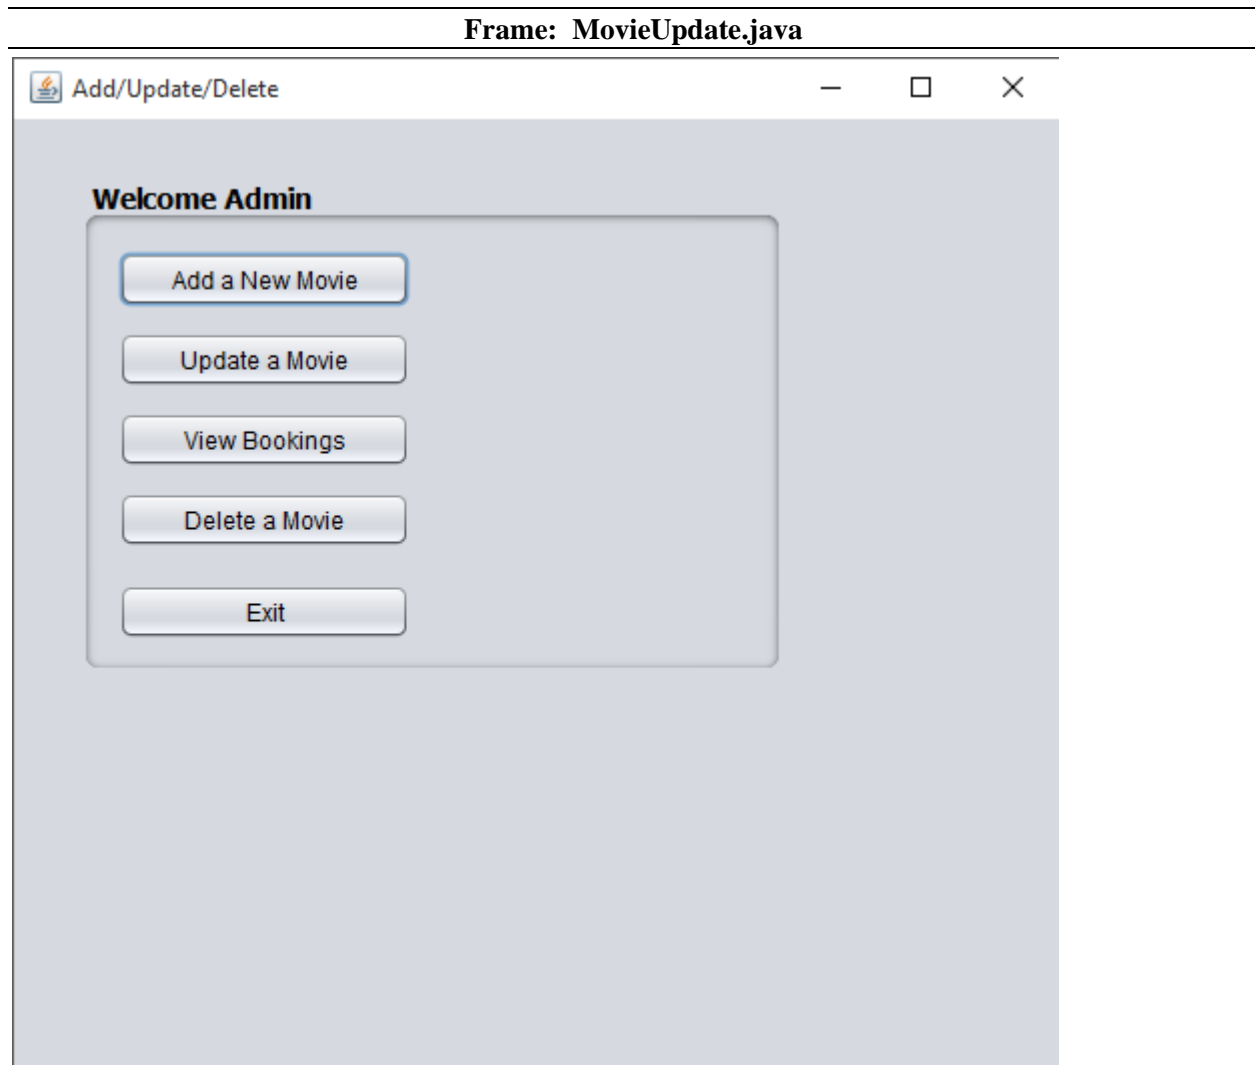 Frame:  MovieUpdate.java
Add/Update/Delete
Welcome Admin
Add a New Movie
Update a Movie
View Bookings
Delete a Movie
Exit